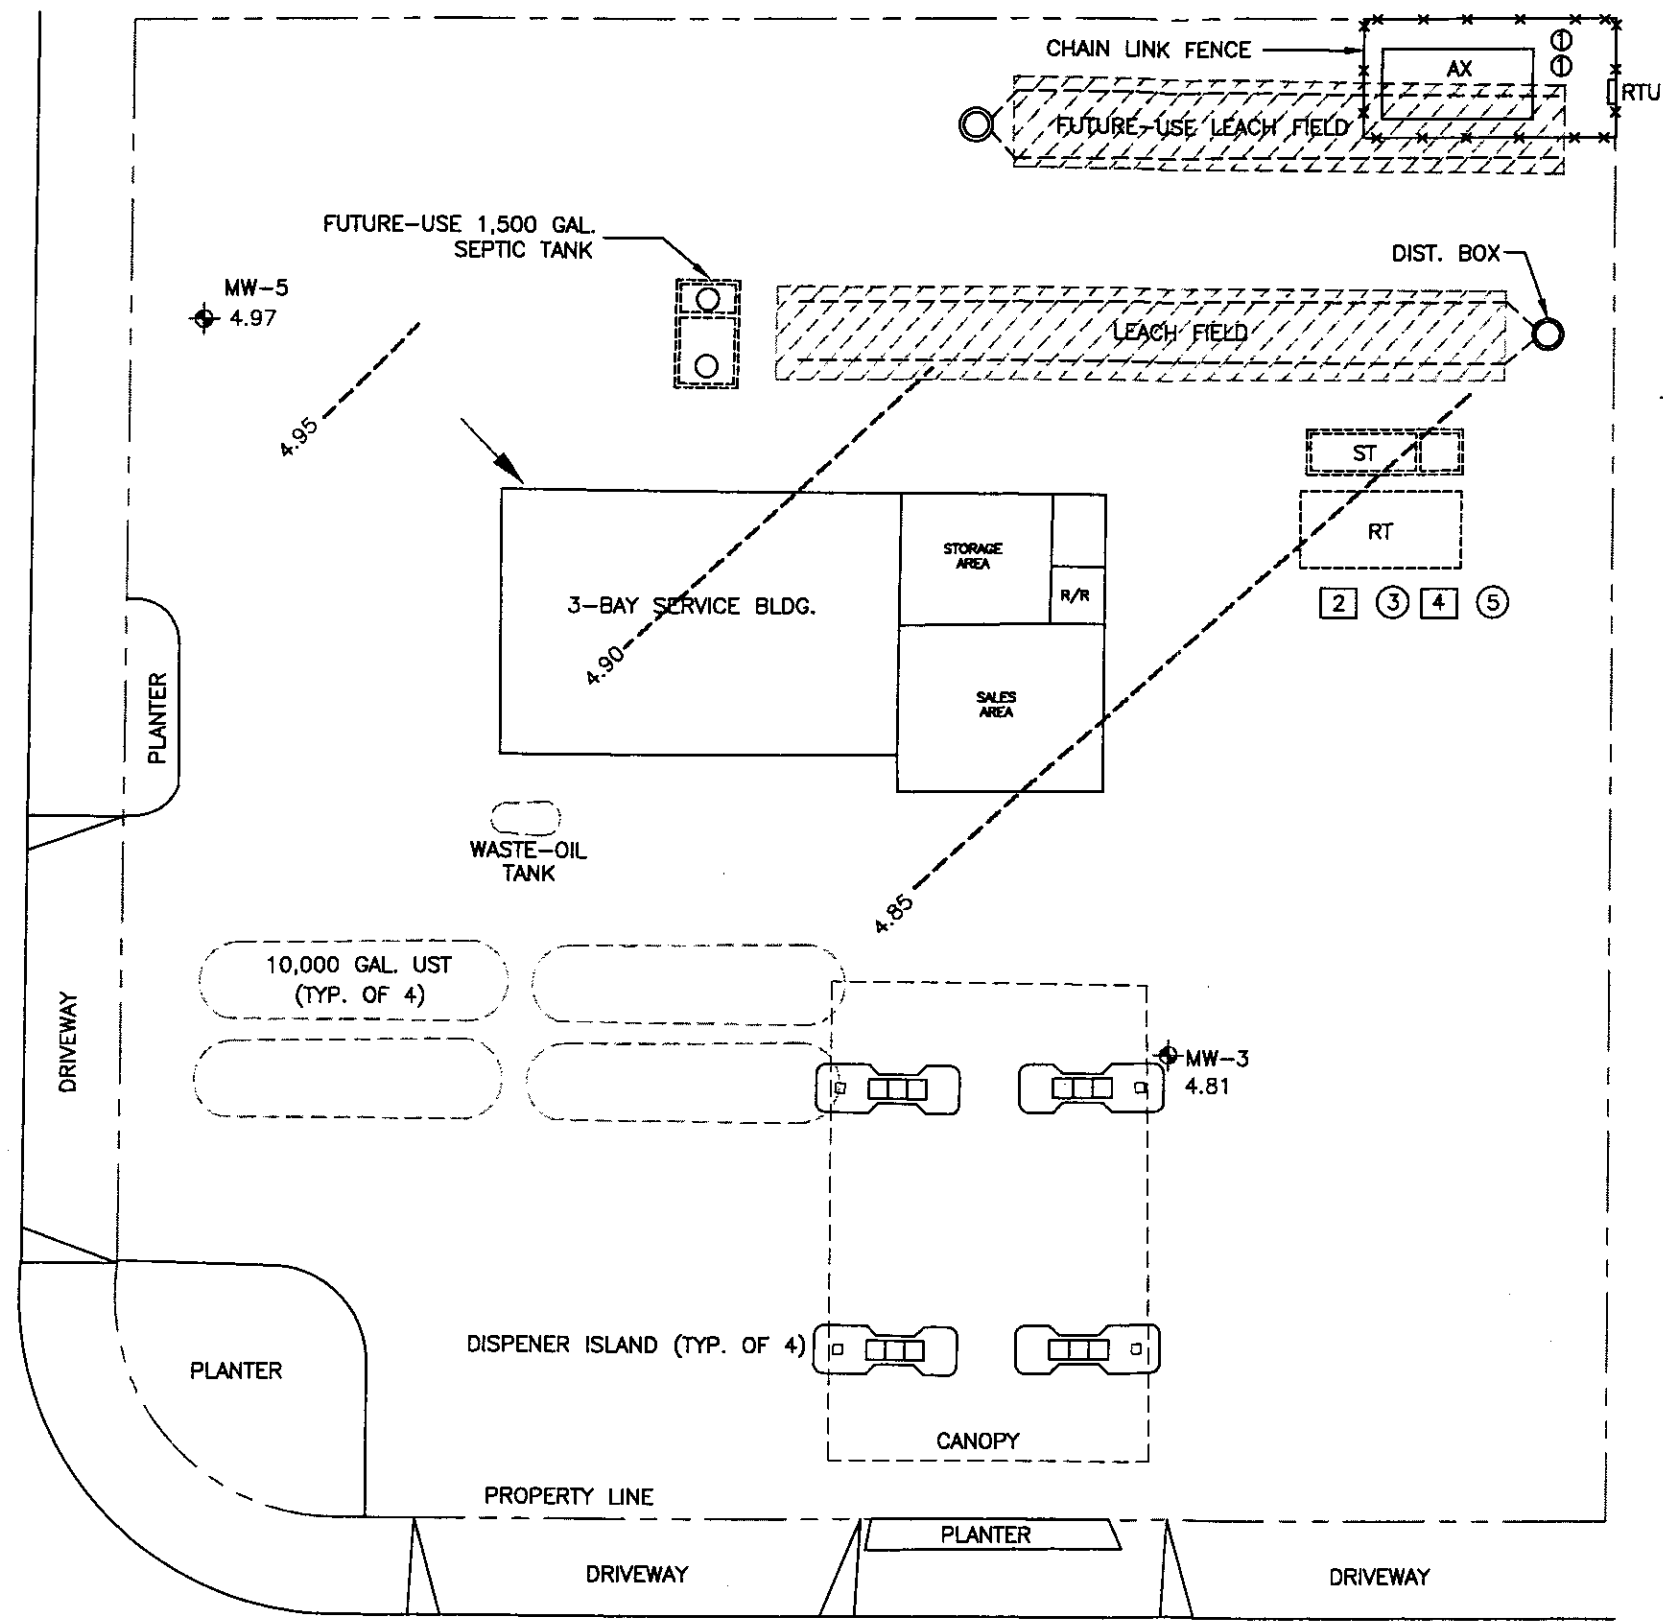 CHAIN LINK FENCE
AX
1
1
RTU
FUTURE-USE LEACH FIELD
FUTURE-USE 1,500 GAL.
SEPTIC TANK
DIST. BOX
MW-5
4.97
LEACH FIELD
4.95
ST
RT
STORAGE
AREA
3-BAY SERVICE BLDG.
R/R
2 3 4 5
4.90
SALES
AREA
PLANTER
WASTE-OIL
TANK
4.85
10,000 GAL. UST
(TYP. OF 4)
DRIVEWAY
MW-3
4.81
DISPENER ISLAND (TYP. OF 4)
PLANTER
CANOPY
PROPERTY LINE
PLANTER
DRIVEWAY
DRIVEWAY